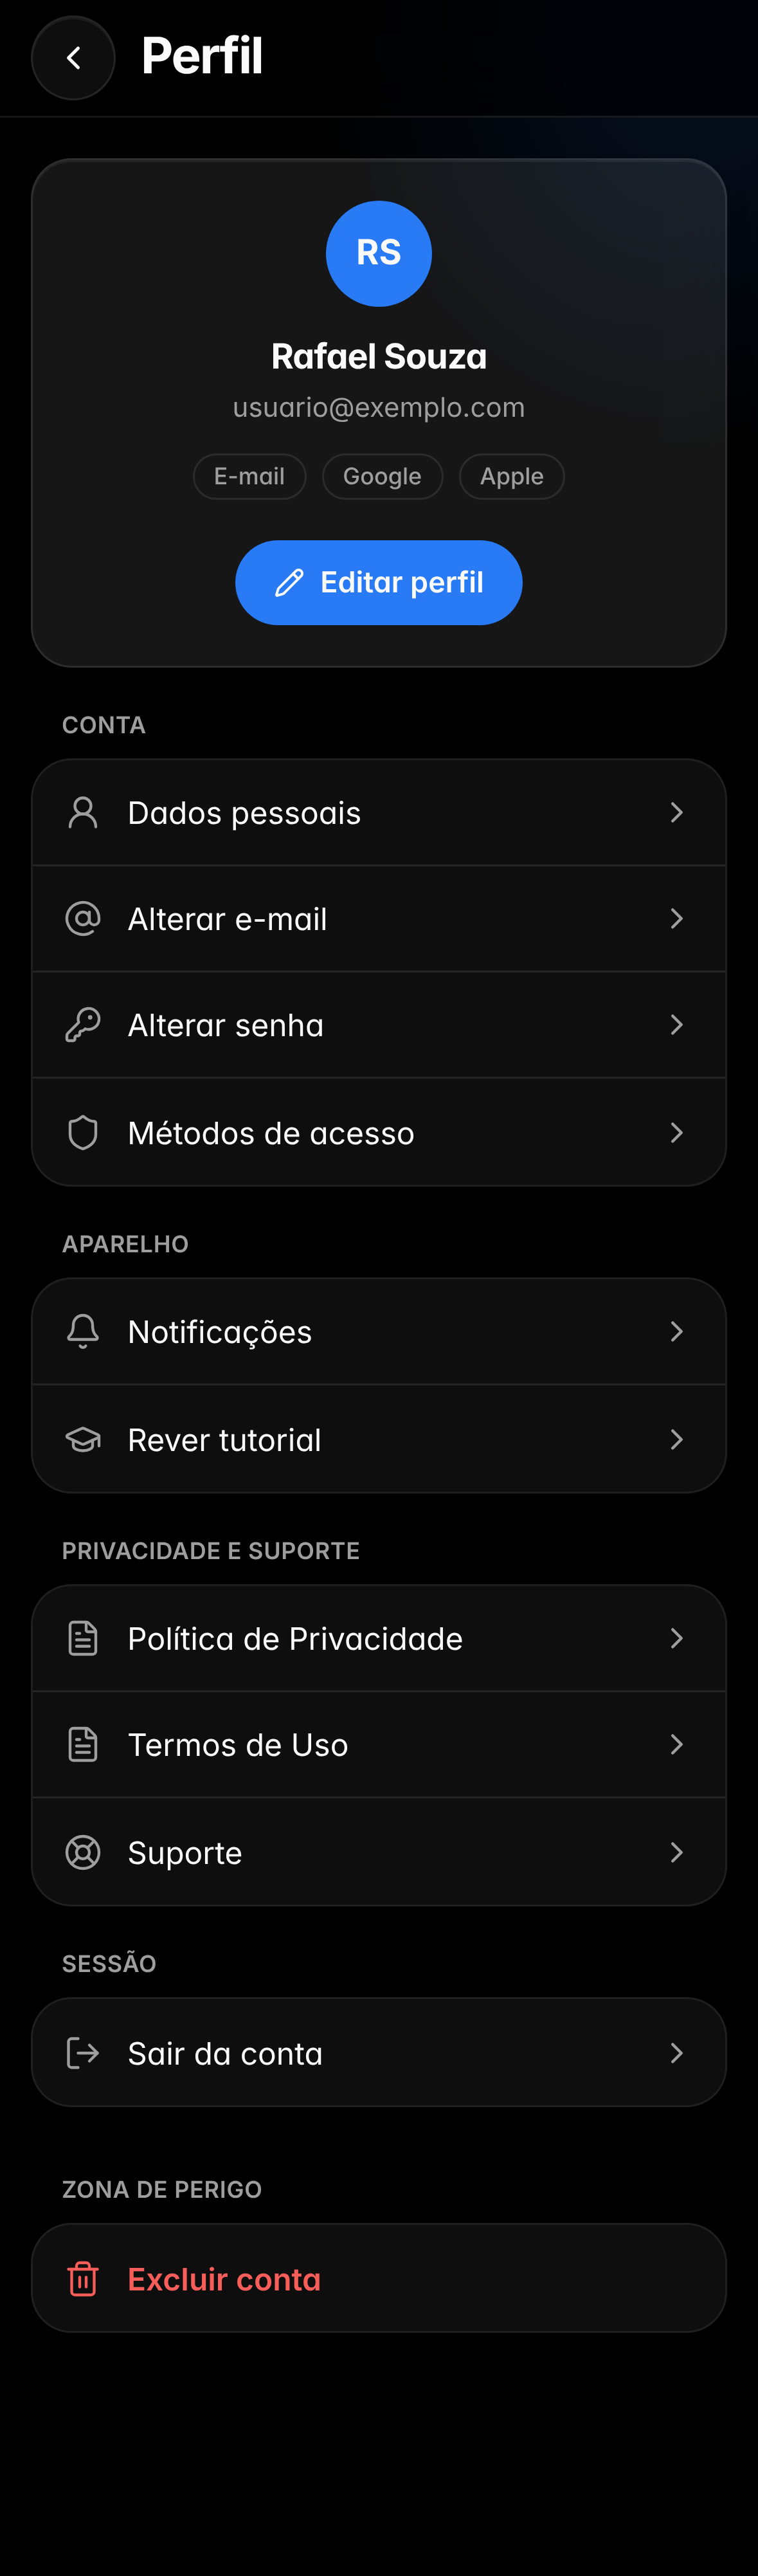 Perfil
RS
Rafael Souza
usuario@exemplo.com
E-mail Google Apple
Editar perfil
CONTA
Dados pessoais
Alterar e-mail
Alterar senha
Métodos de acesso
APARELHO
Notificações
Rever tutorial
PRIVACIDADE E SUPORTE
Política de Privacidade
Termos de Uso
Suporte
SESSÃO
Sair da conta
ZONA DE PERIGO
Excluir conta